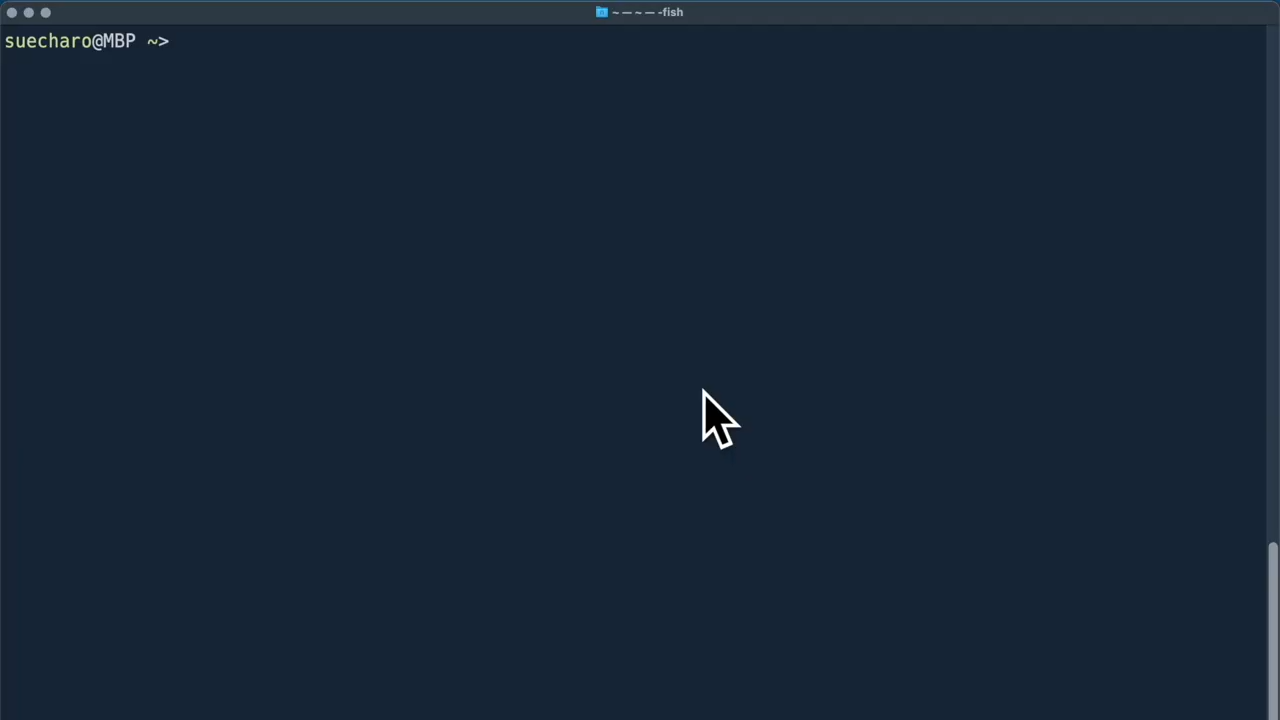 ~ — ~ — -fish
suecharo@MBP ~>